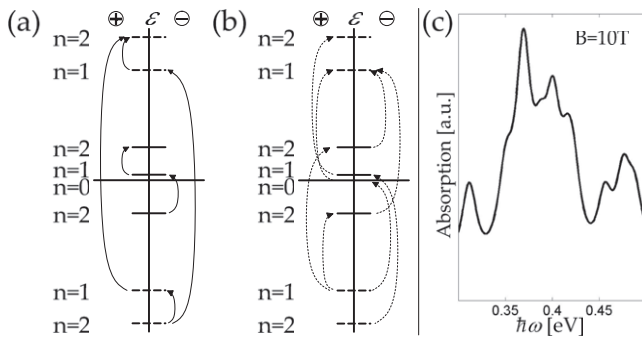 (a) ⊕ ε ⊖
n=2
n=1
n=2
n=1
n=0
n=2
n=1
n=2
(b) ⊕ ε ⊖
n=2
n=1
n=2
n=1
n=0
n=2
n=1
n=2
(c)
B=10T
Absorption [a.u.]
0.35 0.40 0.45
ħω [eV]